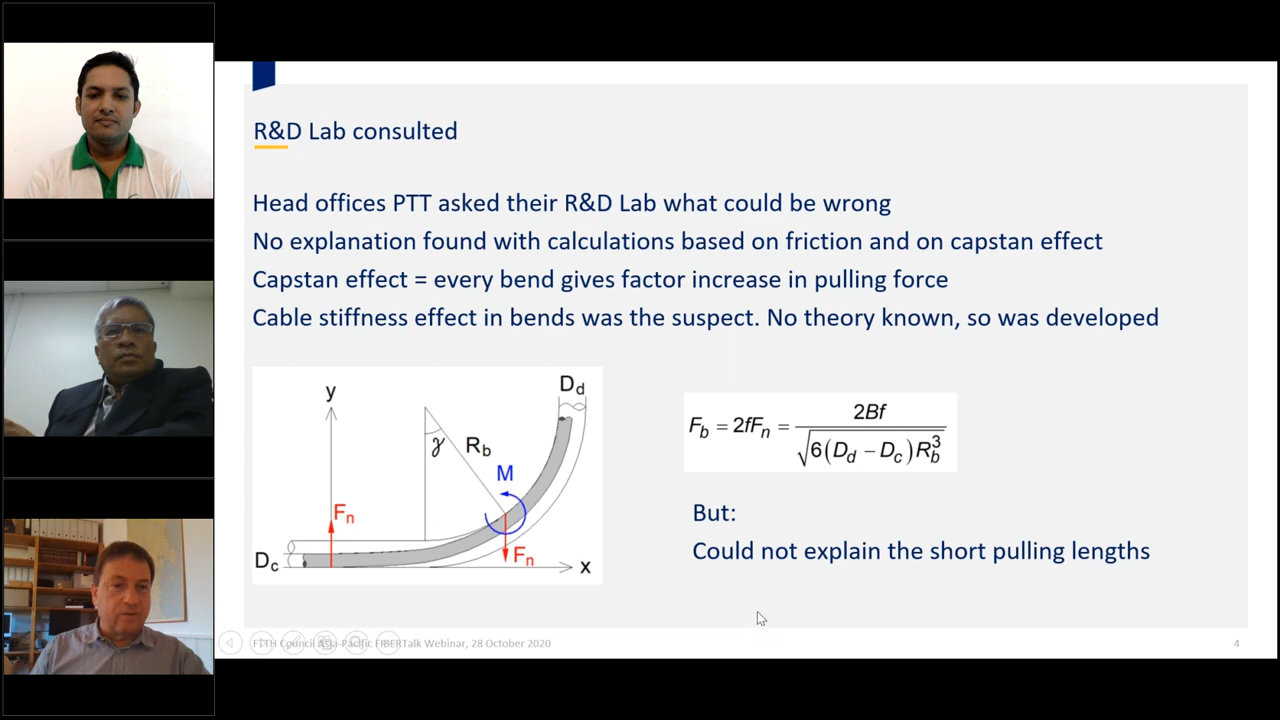 R&D Lab consulted
Head offices PTT asked their R&D Lab what could be wrong
No explanation found with calculations based on friction and on capstan effect
Capstan effect = every bend gives factor increase in pulling force
Cable stiffness effect in bends was the suspect. No theory known, so was developed
y
D_d
γ
R_b
M
F_n
F_n
D_c
x
F_b = 2fF_n = 2Bf / √(6(D_d − D_c)R_b^3)
But:
Could not explain the short pulling lengths
FTTH Council Asia-Pacific FIBERTalk Webinar, 28 October 2020
4